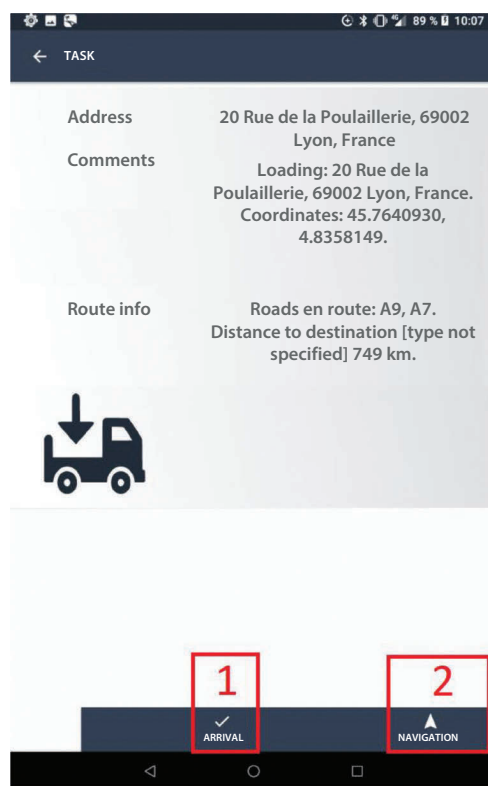 89 % 10:07
TASK
Address
20 Rue de la Poulaillerie, 69002
Lyon, France
Comments
Loading: 20 Rue de la
Poulaillerie, 69002 Lyon, France.
Coordinates: 45.7640930,
4.8358149.
Route info
Roads en route: A9, A7.
Distance to destination [type not
specified] 749 km.
1
2
ARRIVAL
NAVIGATION